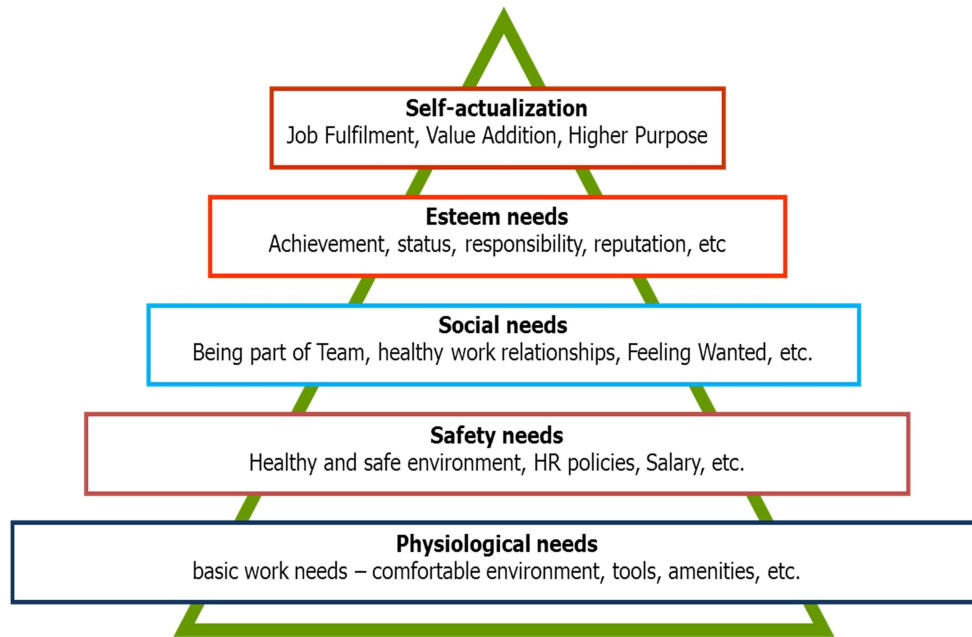 Self-actualization
Job Fulfilment, Value Addition, Higher Purpose
Esteem needs
Achievement, status, responsibility, reputation, etc
Social needs
Being part of Team, healthy work relationships, Feeling Wanted, etc.
Safety needs
Healthy and safe environment, HR policies, Salary, etc.
Physiological needs
basic work needs – comfortable environment, tools, amenities, etc.